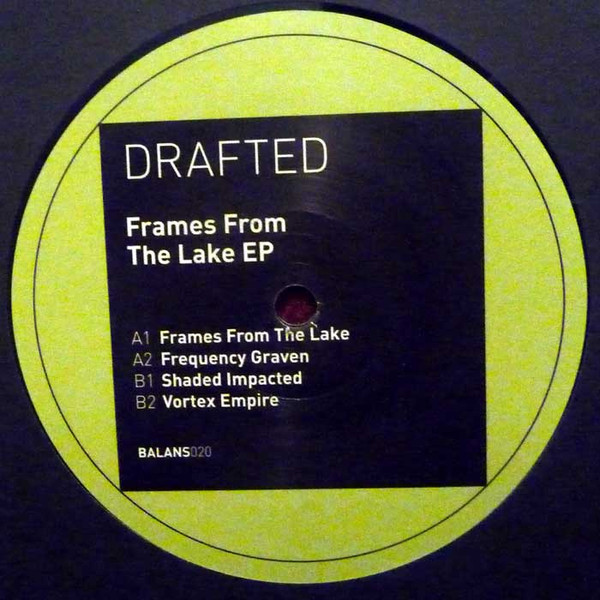 DRAFTED
Frames From
The Lake EP
A1 Frames From The Lake
A2 Frequency Graven
B1 Shaded Impacted
B2 Vortex Empire
BALANS020